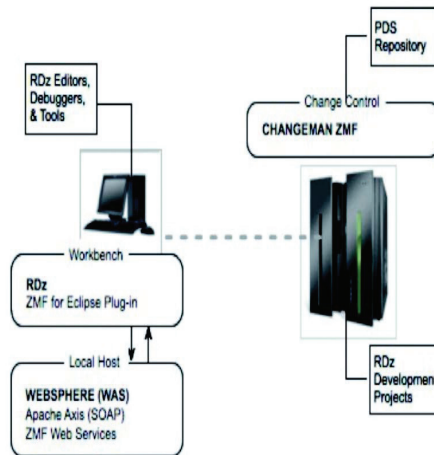 PDS
Repository
RDz Editors,
Debuggers,
& Tools
Change Control
CHANGEMAN ZMF
Workbench
RDz
ZMF for Eclipse Plug-in
Local Host
WEBSPHERE (WAS)
Apache Axis (SOAP)
ZMF Web Services
RDz
Development
Projects